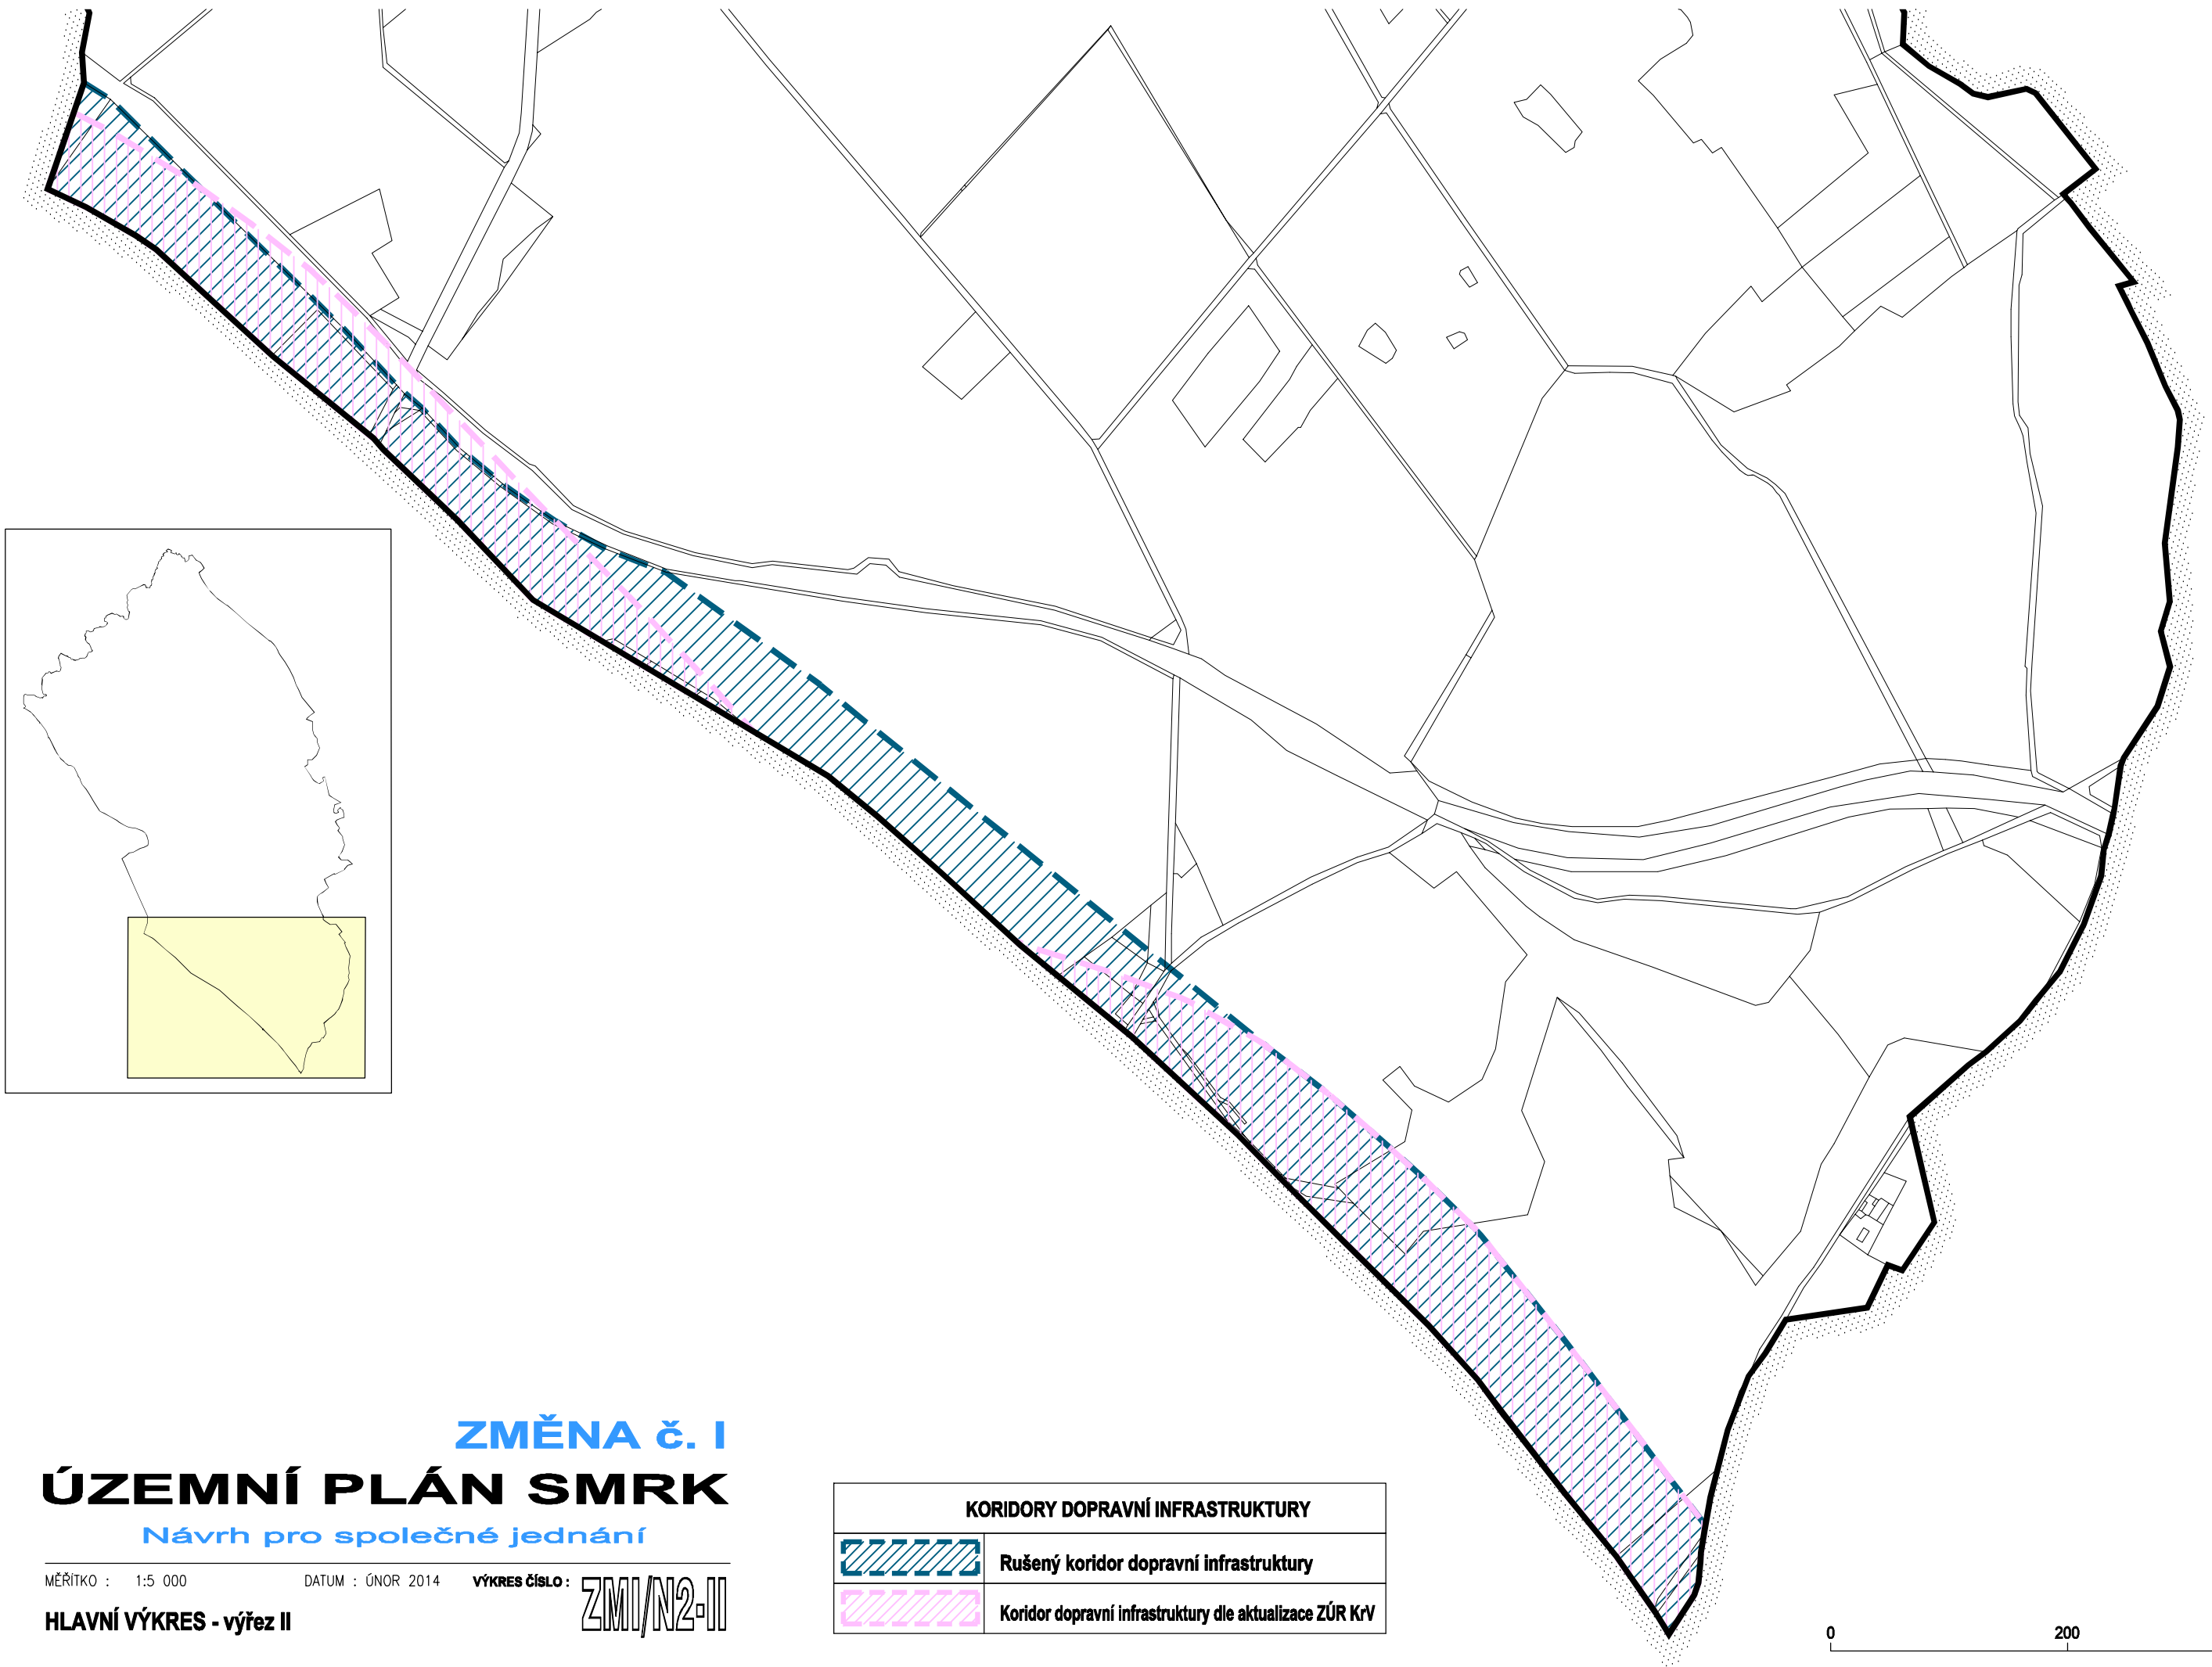 ZMĚNA č. I
ÚZEMNÍ PLÁN SMRK
Návrh pro společné jednání
MĚŘÍTKO : 1:5 000 DATUM : ÚNOR 2014 VÝKRES ČÍSLO : ZMI/N2-II
HLAVNÍ VÝKRES - výřez II
KORIDORY DOPRAVNÍ INFRASTRUKTURY
Rušený koridor dopravní infrastruktury
Koridor dopravní infrastruktury dle aktualizace ZÚR KrV
0 200